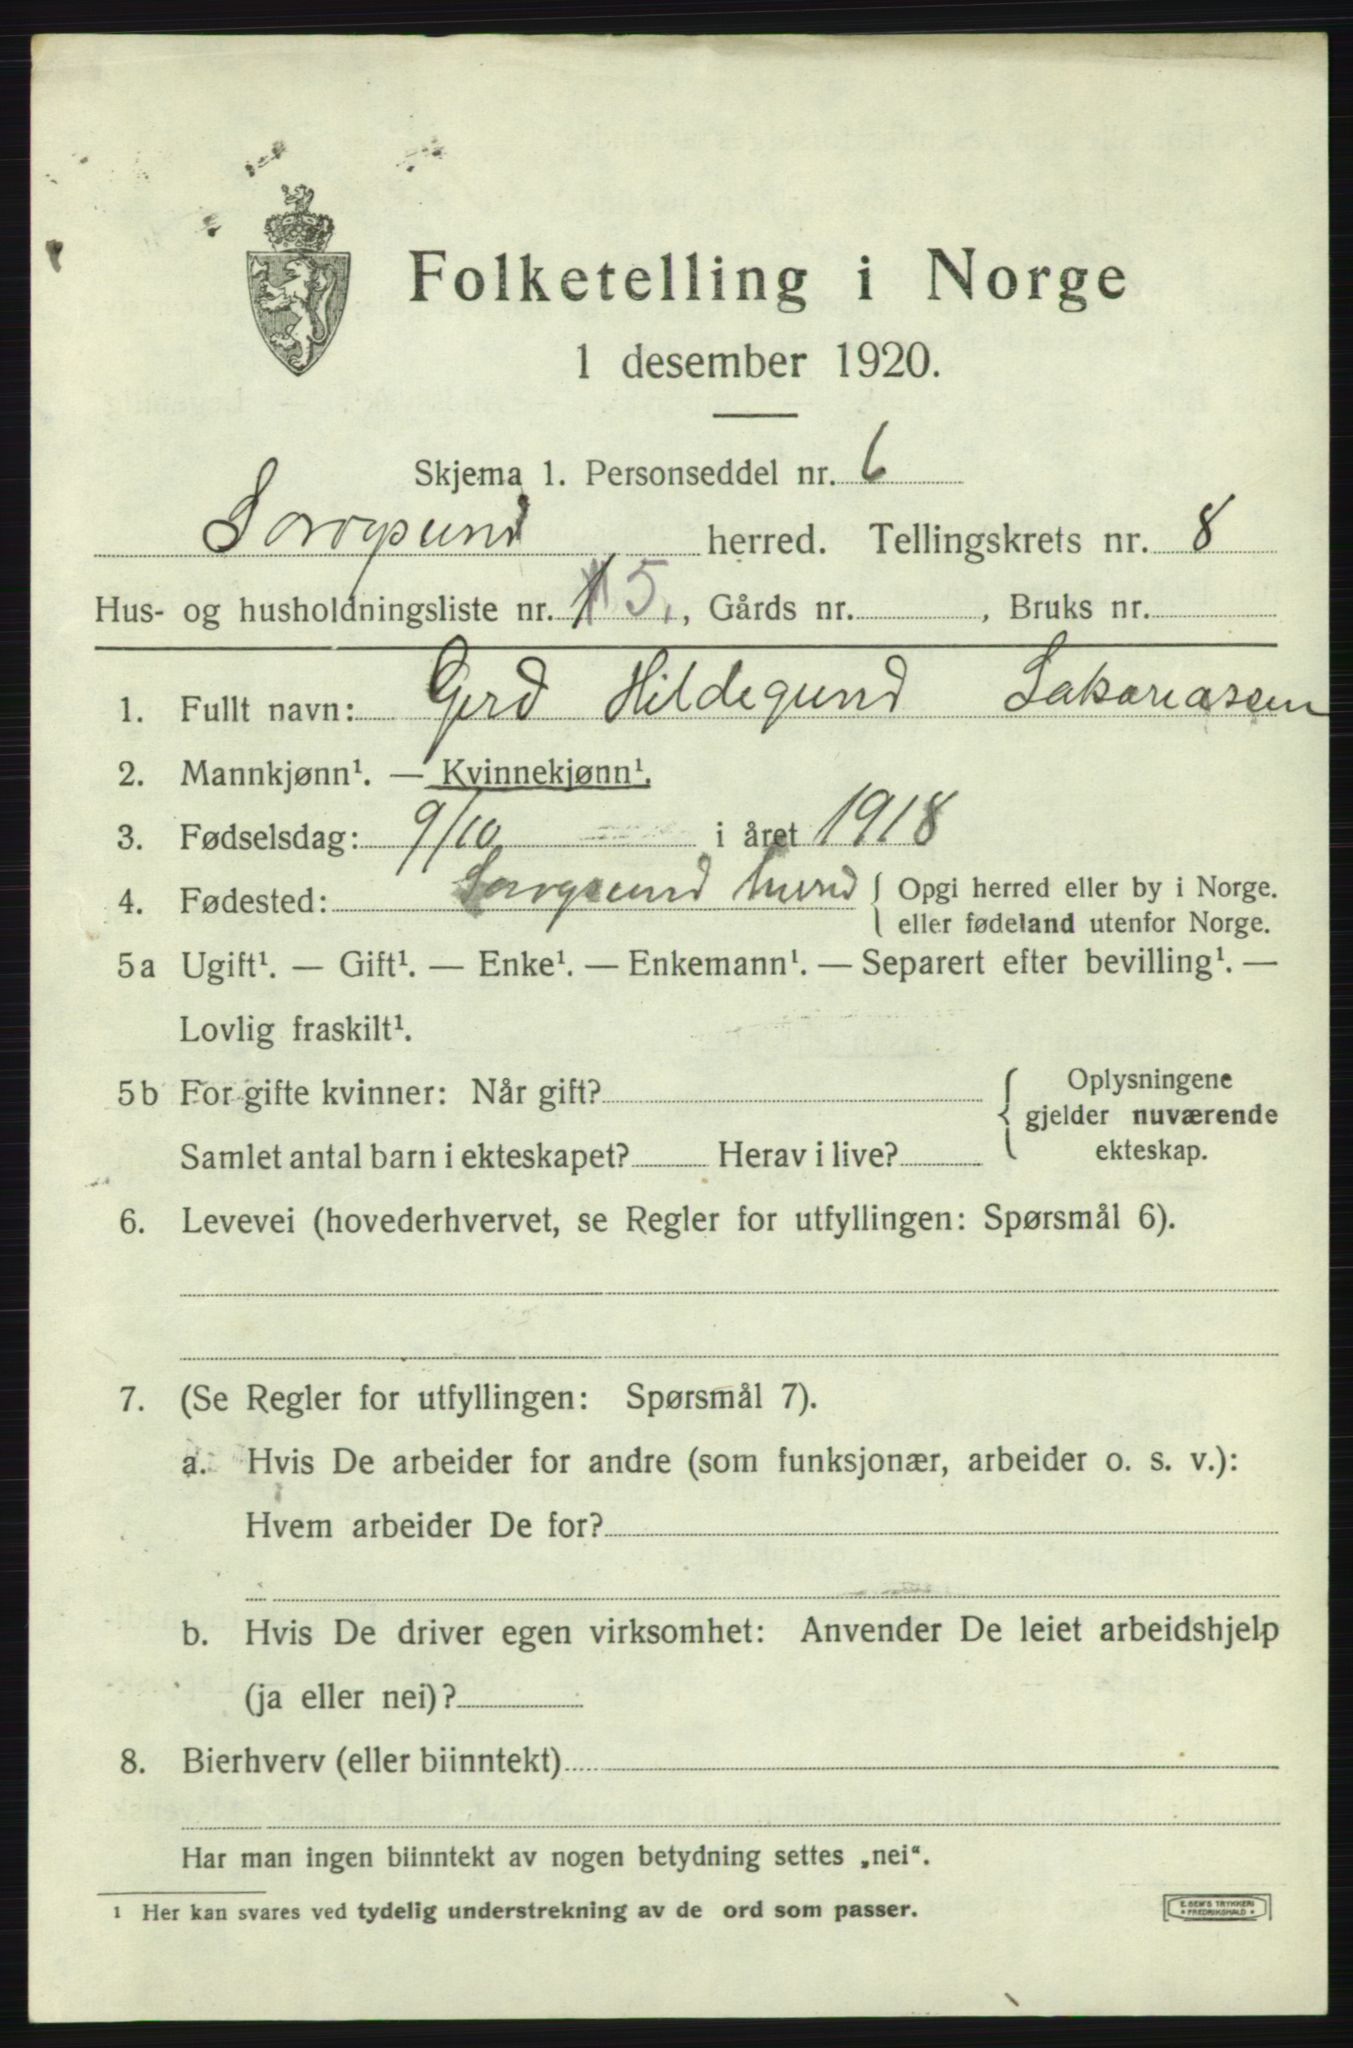 Folketelling i Norge
1 desember 1920.
Skjema 1. Personseddel nr. 6
Sørøysund herred. Tellingskrets nr. 8
Hus- og husholdningsliste nr. 5., Gårds nr. , Bruks nr.
1. Fullt navn: Gerd Hildegund Sakariassen
2. Mannkjønn¹. — Kvinnekjønn¹.
3. Fødselsdag: 9/10 i året 1918
4. Fødested: Sørøysund herred { Opgi herred eller by i Norge.
eller fødeland utenfor Norge.
5a Ugift¹. — Gift¹. — Enke¹. — Enkemann¹. — Separert efter bevilling¹. —
Lovlig fraskilt¹.
5b For gifte kvinner: Når gift? { Oplysningene
gjelder nuværende
ekteskap.
Samlet antal barn i ekteskapet? Herav i live?
6. Levevei (hovederhvervet, se Regler for utfyllingen: Spørsmål 6).
7. (Se Regler for utfyllingen: Spørsmål 7).
a. Hvis De arbeider for andre (som funksjonær, arbeider o. s. v.):
Hvem arbeider De for?
b. Hvis De driver egen virksomhet: Anvender De leiet arbeidshjelp
(ja eller nei)?
8. Bierhverv (eller biinntekt)
Har man ingen biinntekt av nogen betydning settes „nei“.
¹ Her kan svares ved tydelig understrekning av de ord som passer.
E. SEM'S TRYKKERI
* FREDRIKSHALD *